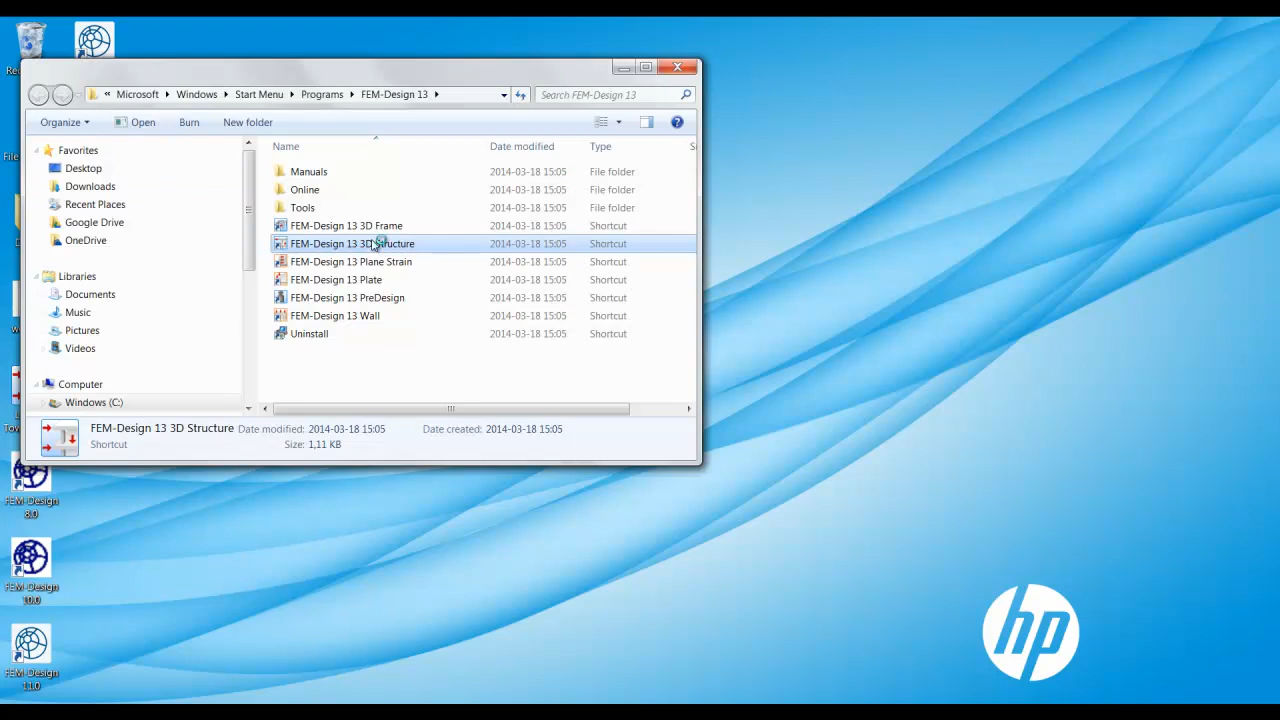 « Microsoft Windows Start Menu Programs FEM-Design 13
Search FEM-Design 13
Organize Open Burn New folder
Favorites
Desktop
Downloads
Recent Places
Google Drive
OneDrive
Libraries
Documents
Music
Pictures
Videos
Computer
Windows (C:)
Name Date modified Type
Manuals 2014-03-18 15:05 File folder
Online 2014-03-18 15:05 File folder
Tools 2014-03-18 15:05 File folder
FEM-Design 13 3D Frame 2014-03-18 15:05 Shortcut
FEM-Design 13 3D Structure 2014-03-18 15:05 Shortcut
FEM-Design 13 Plane Strain 2014-03-18 15:05 Shortcut
FEM-Design 13 Plate 2014-03-18 15:05 Shortcut
FEM-Design 13 PreDesign 2014-03-18 15:05 Shortcut
FEM-Design 13 Wall 2014-03-18 15:05 Shortcut
Uninstall 2014-03-18 15:05 Shortcut
FEM-Design 13 3D Structure Date modified: 2014-03-18 15:05 Date created: 2014-03-18 15:05
Shortcut Size: 1,11 KB
FEM-Design
8.0
FEM-Design
10.0
FEM-Design
11.0
hp